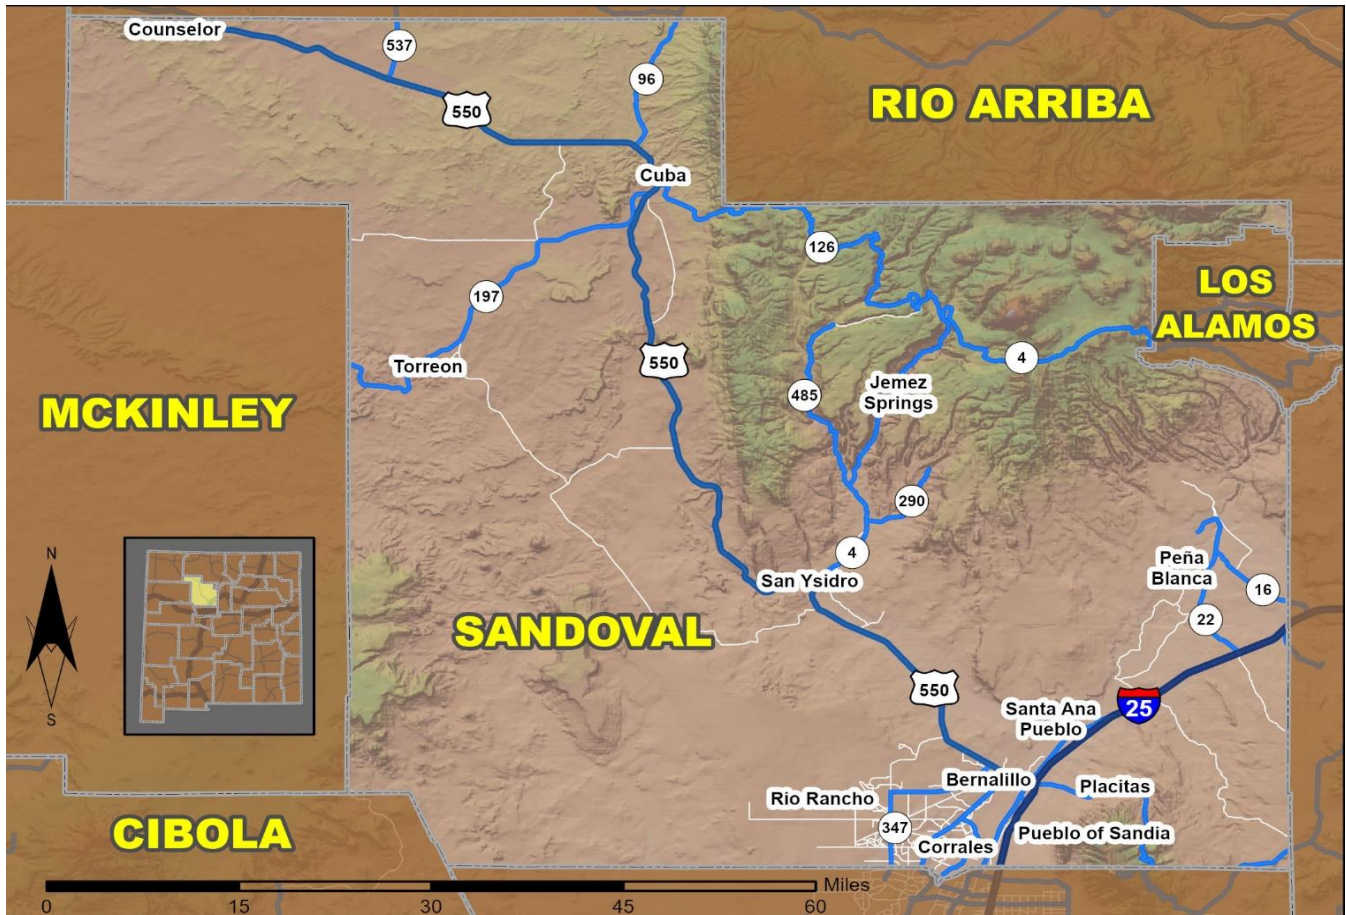 Counselor
537
96
550
RIO ARRIBA
Cuba
126
LOS
ALAMOS
197
550
Torreon
4
485
Jemez
Springs
MCKINLEY
290
N
4
Peña
Blanca
San Ysidro
16
22
SANDOVAL
550
S
Santa Ana
Pueblo
25
Bernalillo
Placitas
Rio Rancho
347
Pueblo of Sandia
CIBOLA
Corrales
Miles
0
15
30
45
60